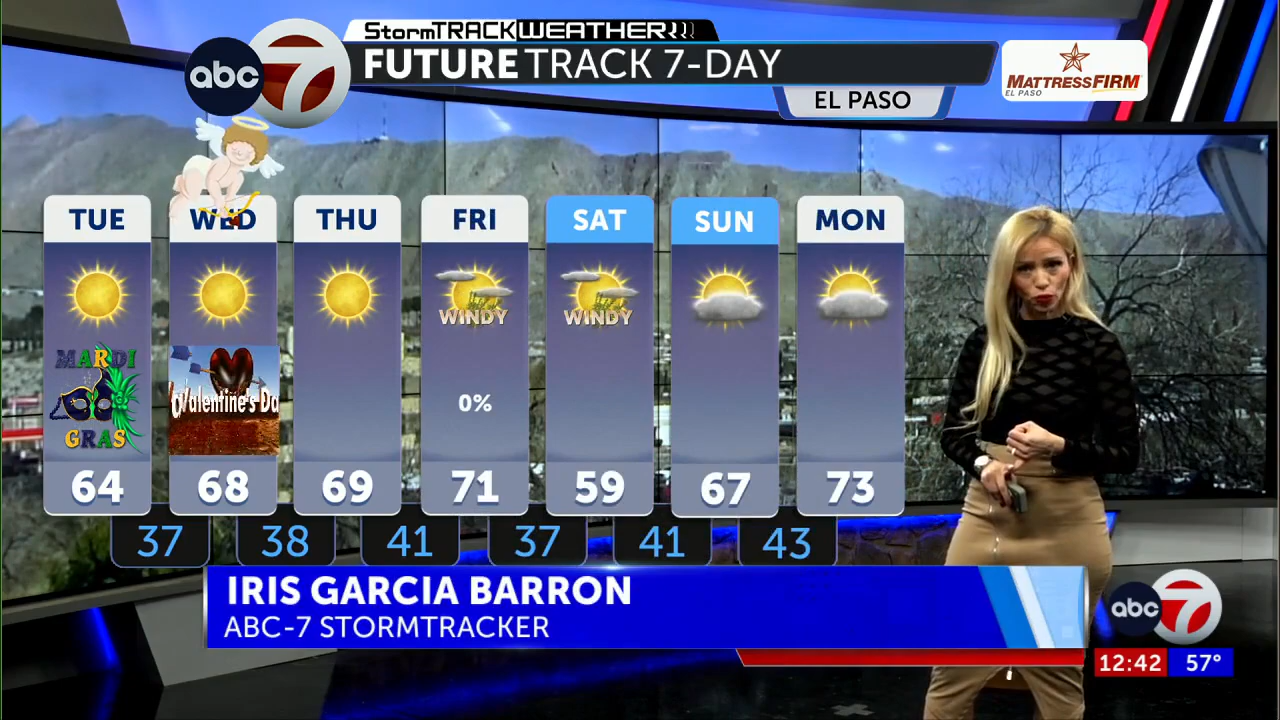 StormTRACK WEATHER
abc 7
FUTURE TRACK 7-DAY
MATTRESSFIRM
EL PASO
EL PASO
TUE WED THU FRI SAT SUN MON
WINDY WINDY
MARDI
GRAS
Valentine's Da
0%
64 68 69 71 59 67 73
37 38 41 37 41 43
IRIS GARCIA BARRON
ABC-7 STORMTRACKER
abc 7
12:42 57°